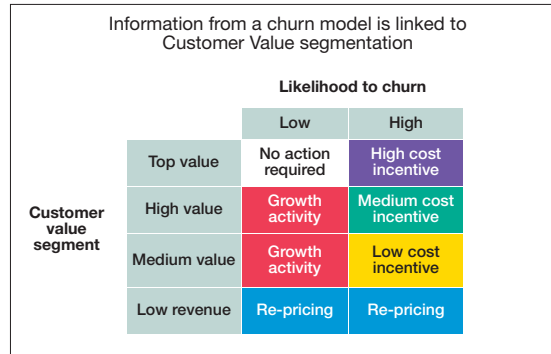 Information from a churn model is linked to
Customer Value segmentation
Likelihood to churn
Low
High
Top value
No action
required
High cost
incentive
Customer
value
segment
High value
Growth
activity
Medium cost
incentive
Medium value
Growth
activity
Low cost
incentive
Low revenue
Re-pricing
Re-pricing